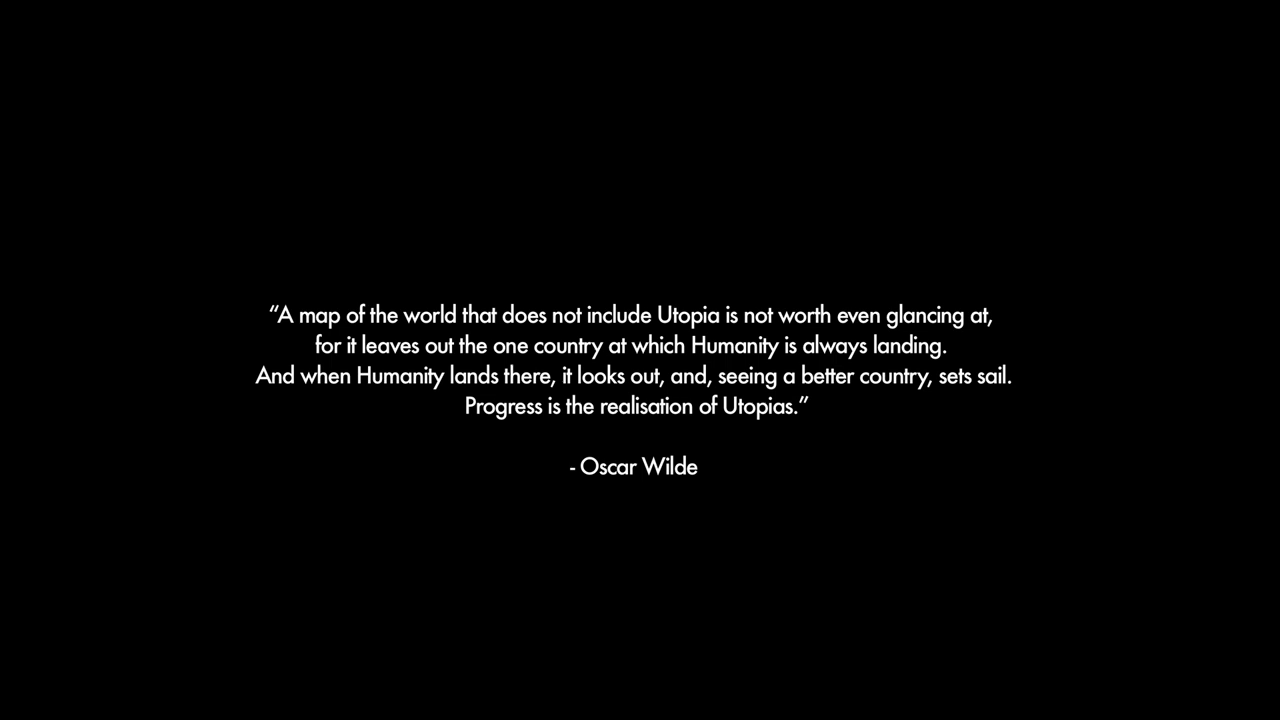 “A map of the world that does not include Utopia is not worth even glancing at,
for it leaves out the one country at which Humanity is always landing.
And when Humanity lands there, it looks out, and, seeing a better country, sets sail.
Progress is the realisation of Utopias.”
- Oscar Wilde